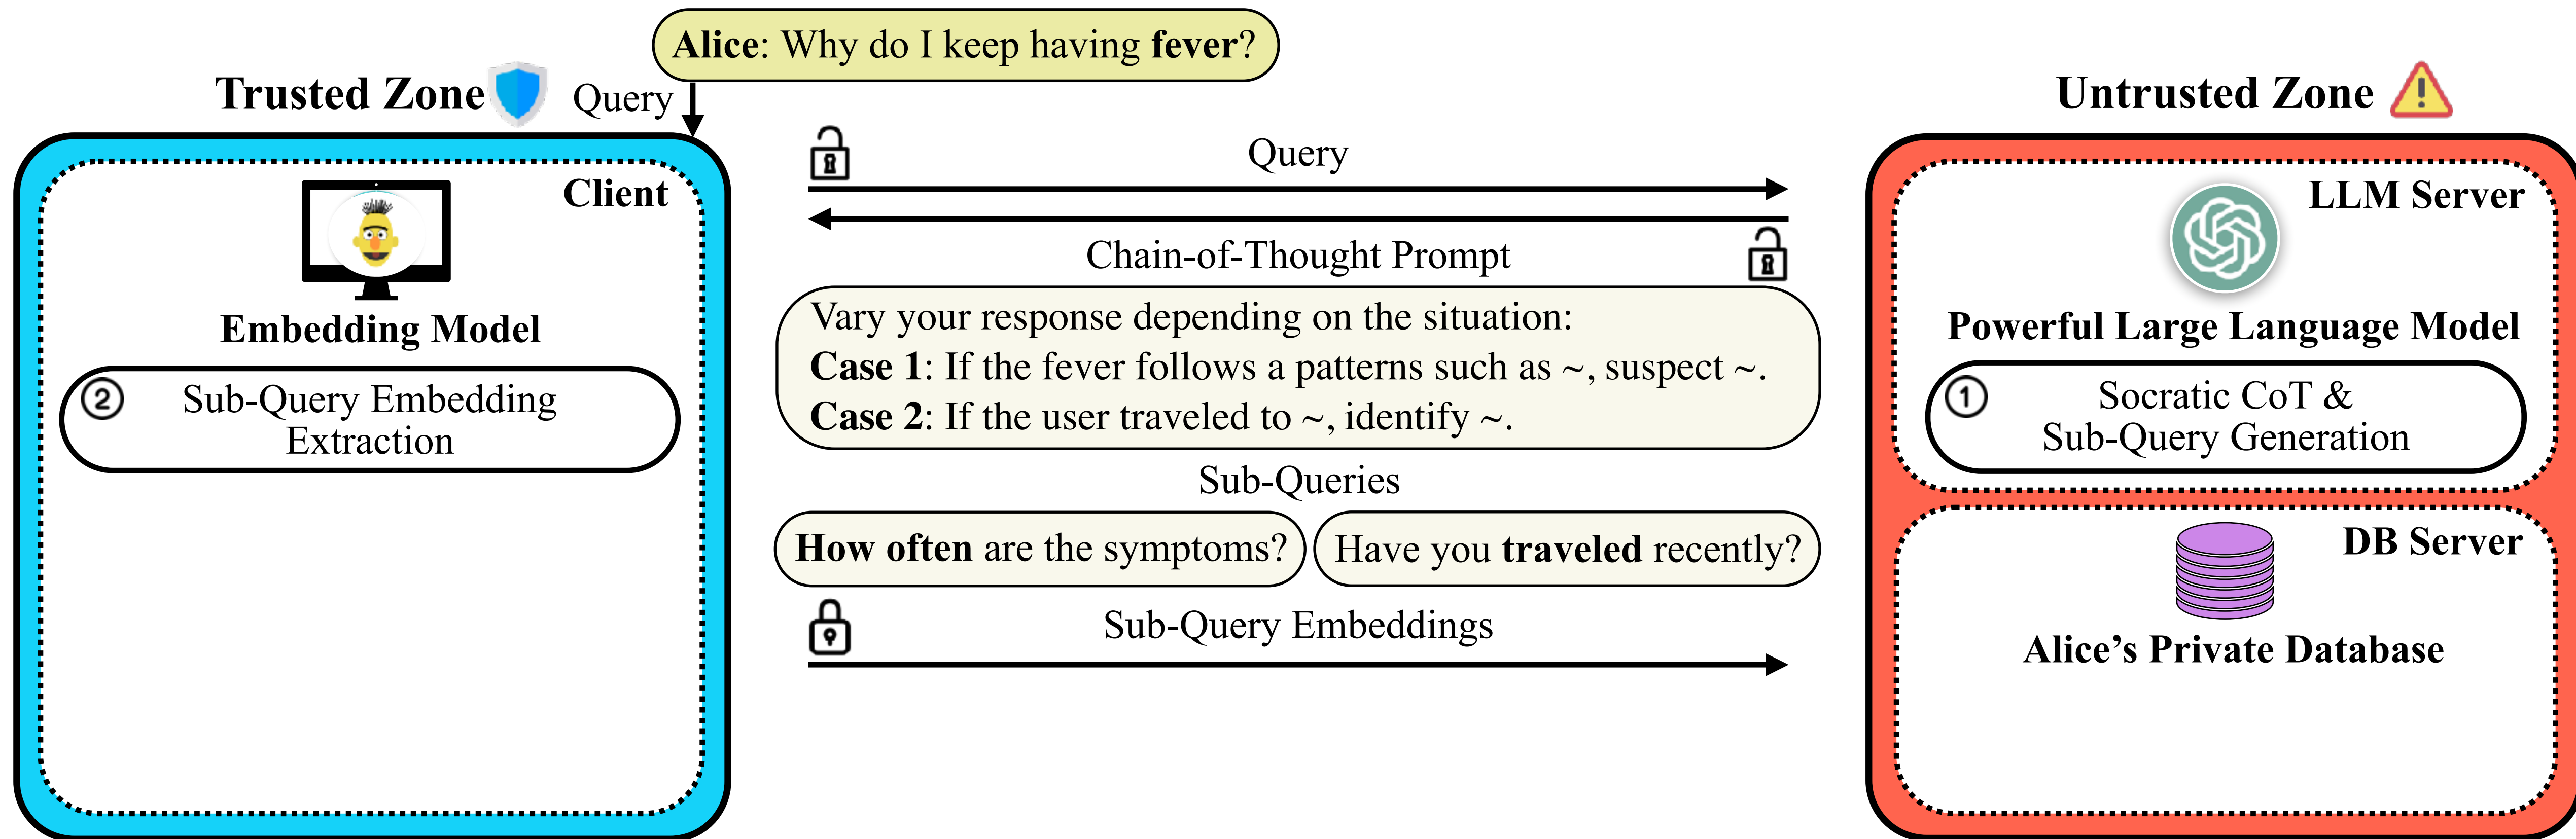 Alice: Why do I keep having fever?
Trusted Zone
Query
Untrusted Zone
Client
Embedding Model
② Sub-Query Embedding
Extraction
Query
Chain-of-Thought Prompt
Vary your response depending on the situation:
Case 1: If the fever follows a patterns such as ~, suspect ~.
Case 2: If the user traveled to ~, identify ~.
Sub-Queries
How often are the symptoms?
Have you traveled recently?
Sub-Query Embeddings
LLM Server
Powerful Large Language Model
① Socratic CoT &
Sub-Query Generation
DB Server
Alice’s Private Database